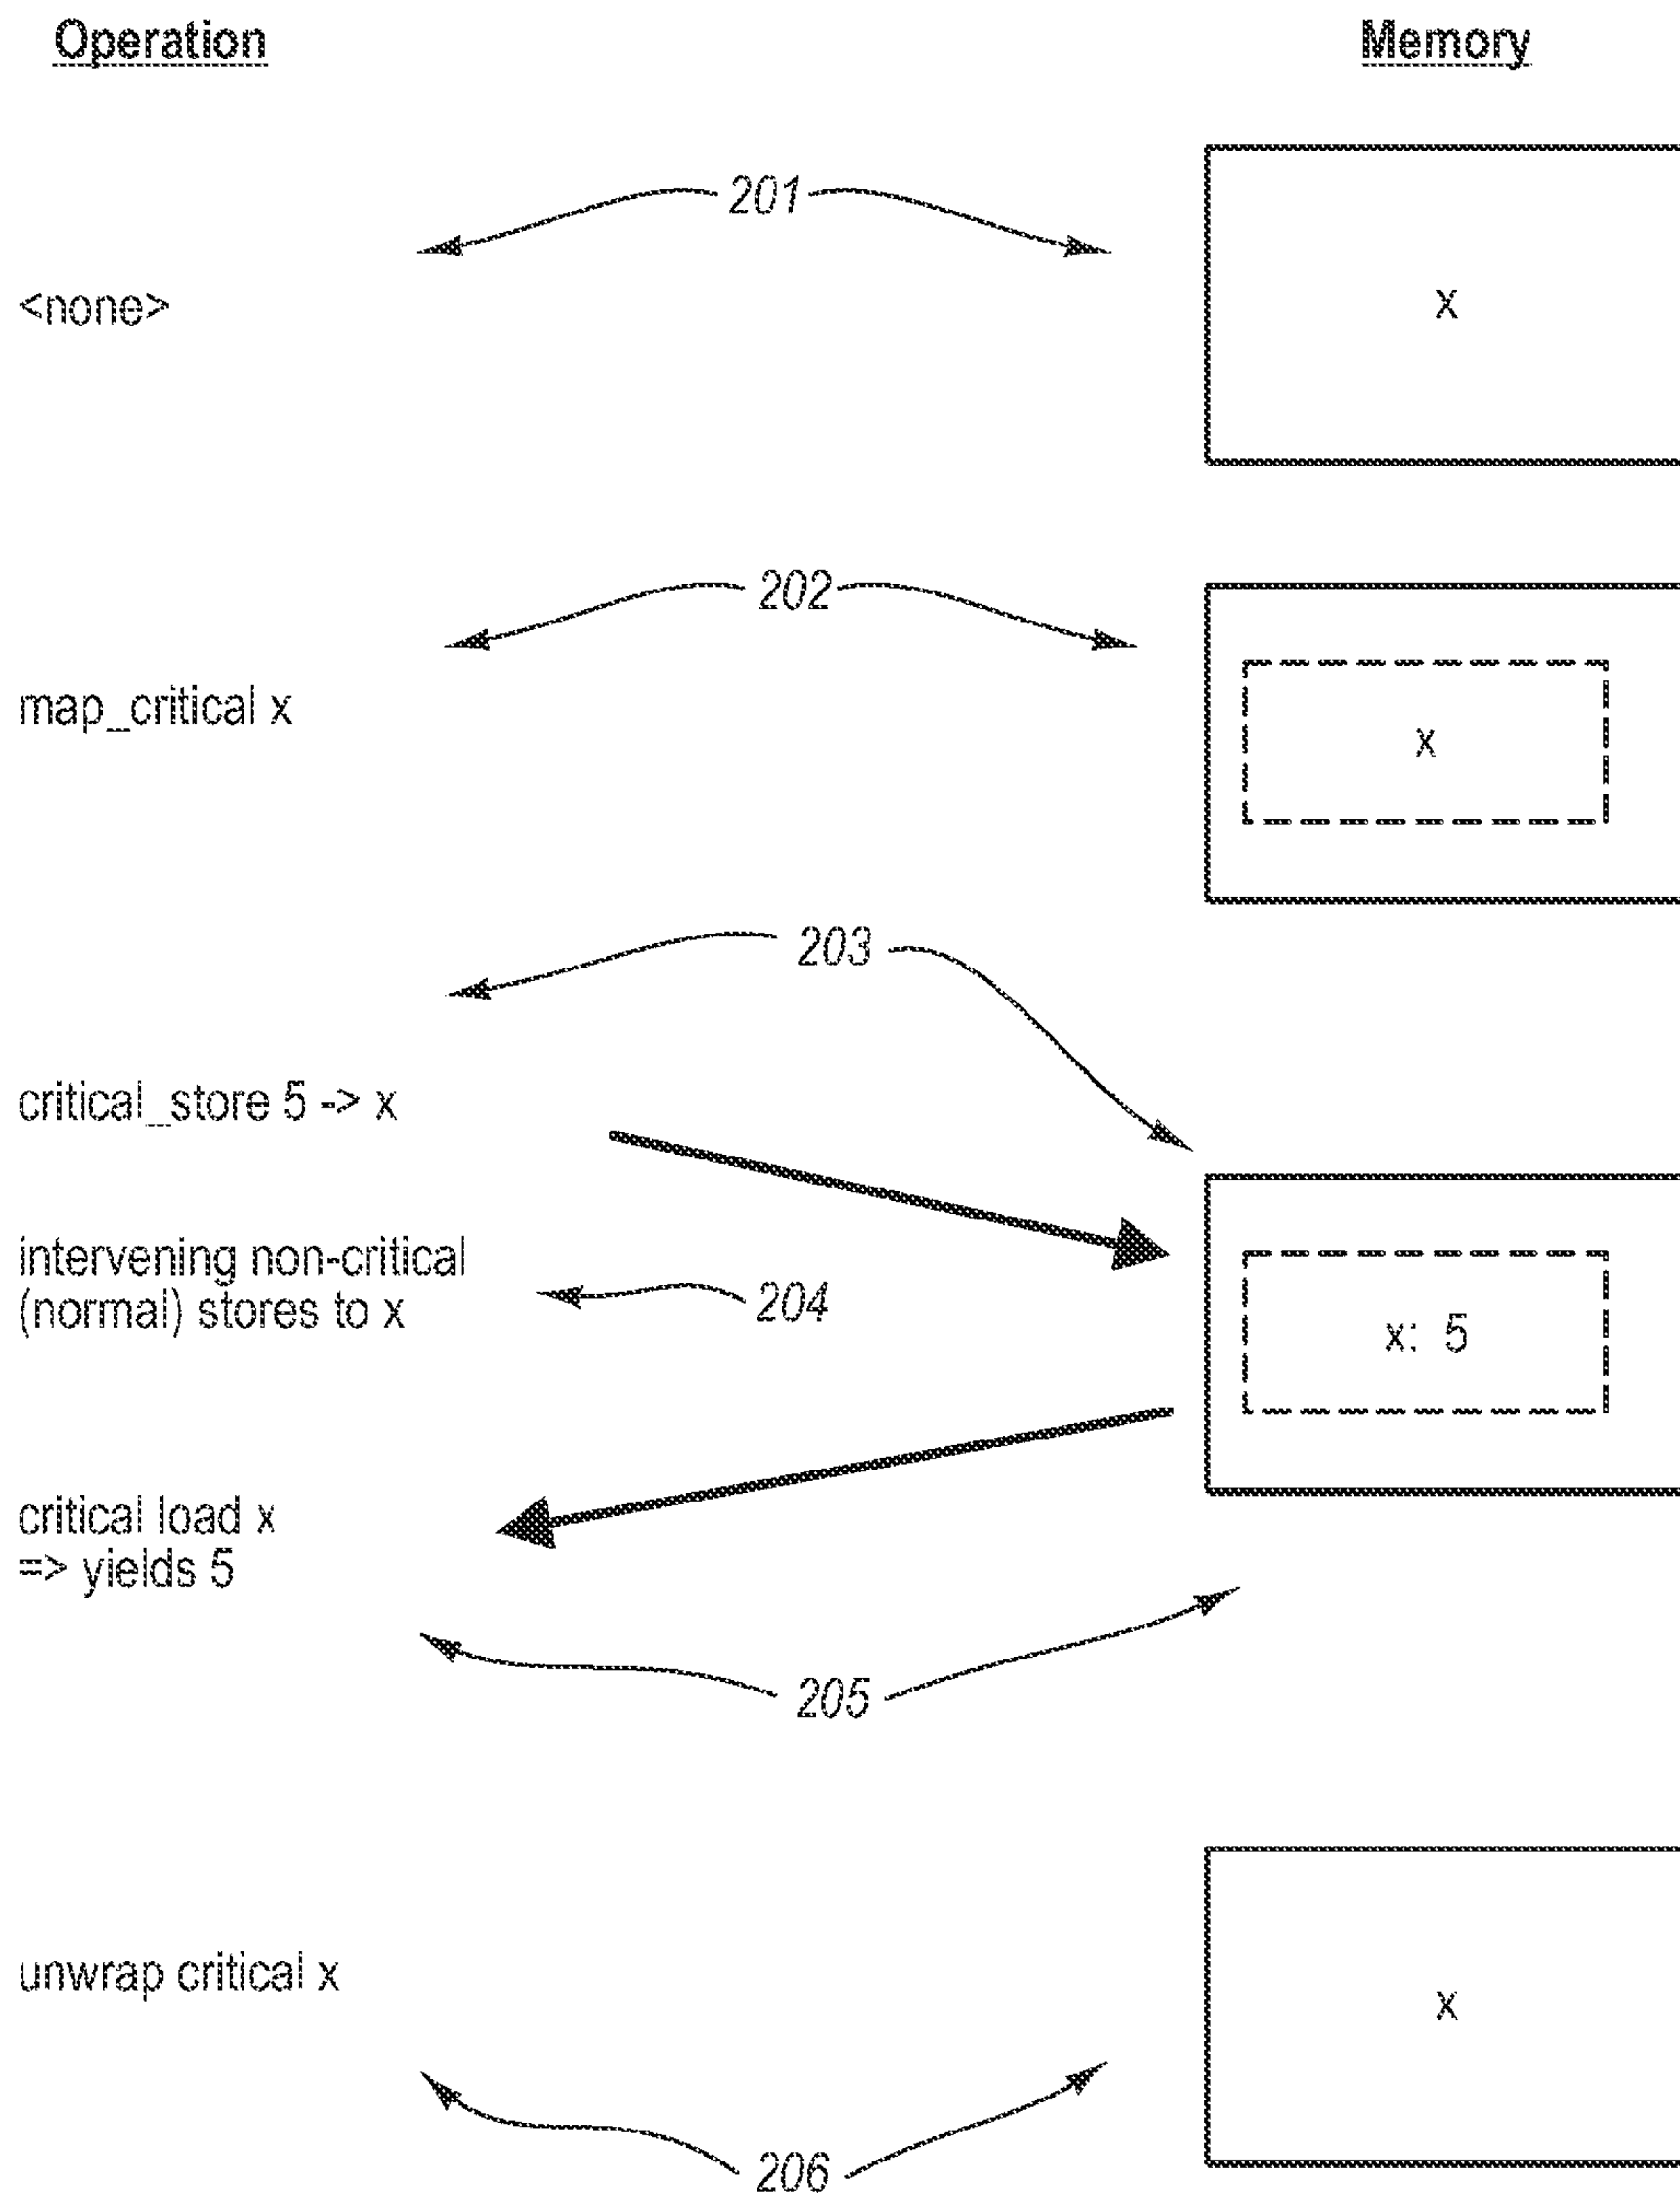 Operation
Memory
201
<none>
x
202
map_critical x
x
203
critical_store 5 -> x
intervening non-critical
(normal) stores to x
204
x: 5
critical load x
=> yields 5
205
unwrap critical x
x
206